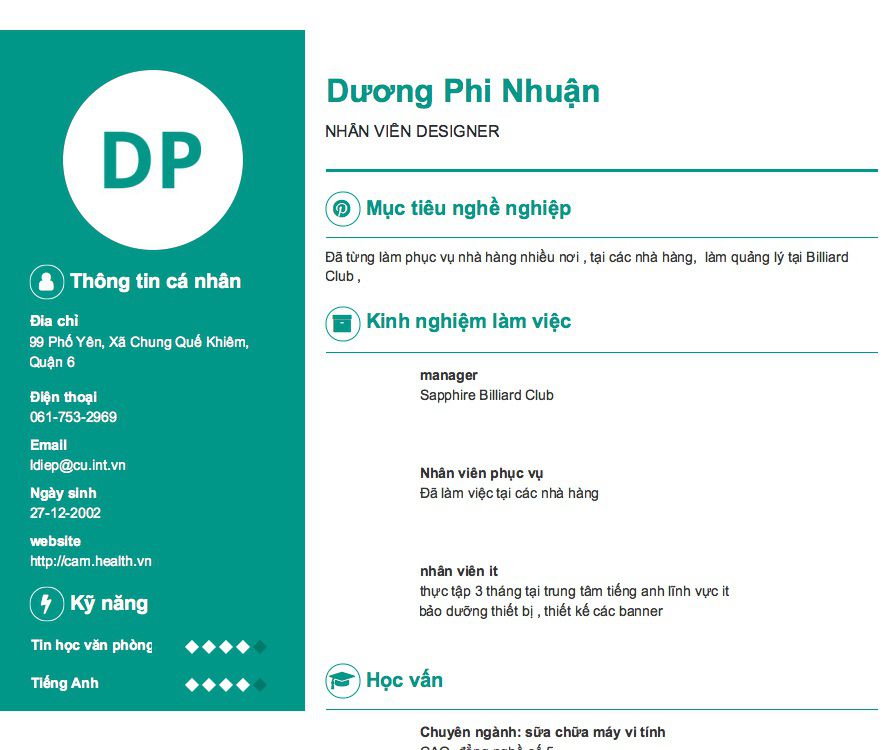 DP
Thông tin cá nhân
Địa chỉ
99 Phố Yên, Xã Chung Quế Khiêm,
Quận 6
Điện thoại
061-753-2969
Email
ldiep@cu.int.vn
Ngày sinh
27-12-2002
website
http://cam.health.vn
Kỹ năng
Tin học văn phòng
Tiếng Anh
Dương Phi Nhuận
NHÂN VIÊN DESIGNER
Mục tiêu nghề nghiệp
Đã từng làm phục vụ nhà hàng nhiều nơi , tại các nhà hàng, làm quảng lý tại Billiard
Club ,
Kinh nghiệm làm việc
manager
Sapphire Billiard Club
Nhân viên phục vụ
Đã làm việc tại các nhà hàng
nhân viên it
thực tập 3 tháng tại trung tâm tiếng anh lĩnh vực it
bảo dưỡng thiết bị , thiết kế các banner
Học vấn
Chuyên ngành: sữa chữa máy vi tính